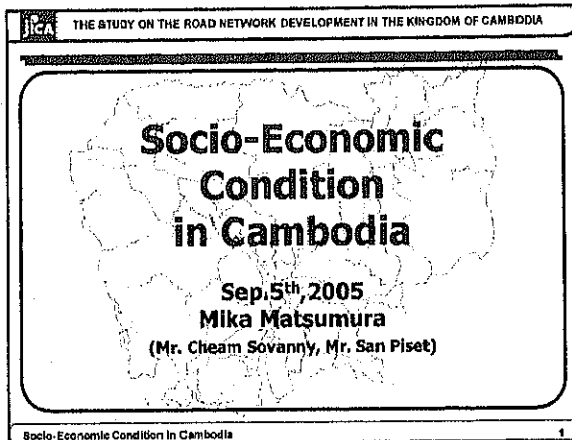 JICA THE STUDY ON THE ROAD NETWORK DEVELOPMENT IN THE KINGDOM OF CAMBODIA
Socio-Economic
Condition
in Cambodia
Sep.5th,2005
Mika Matsumura
(Mr. Cheam Sovanny, Mr. San Piset)
Socio-Economic Condition in Cambodia 1